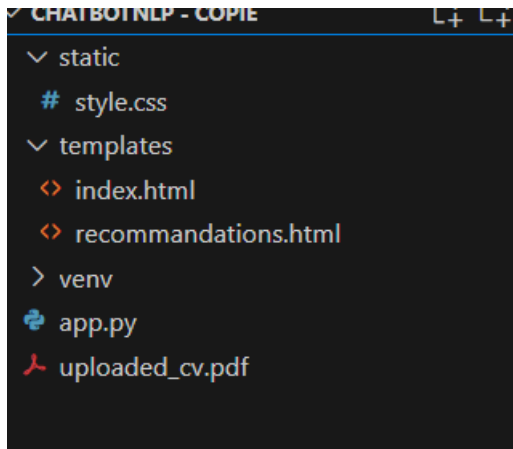 CHATBOTNLP - COPIE
static
# style.css
templates
<> index.html
<> recommandations.html
venv
app.py
uploaded_cv.pdf